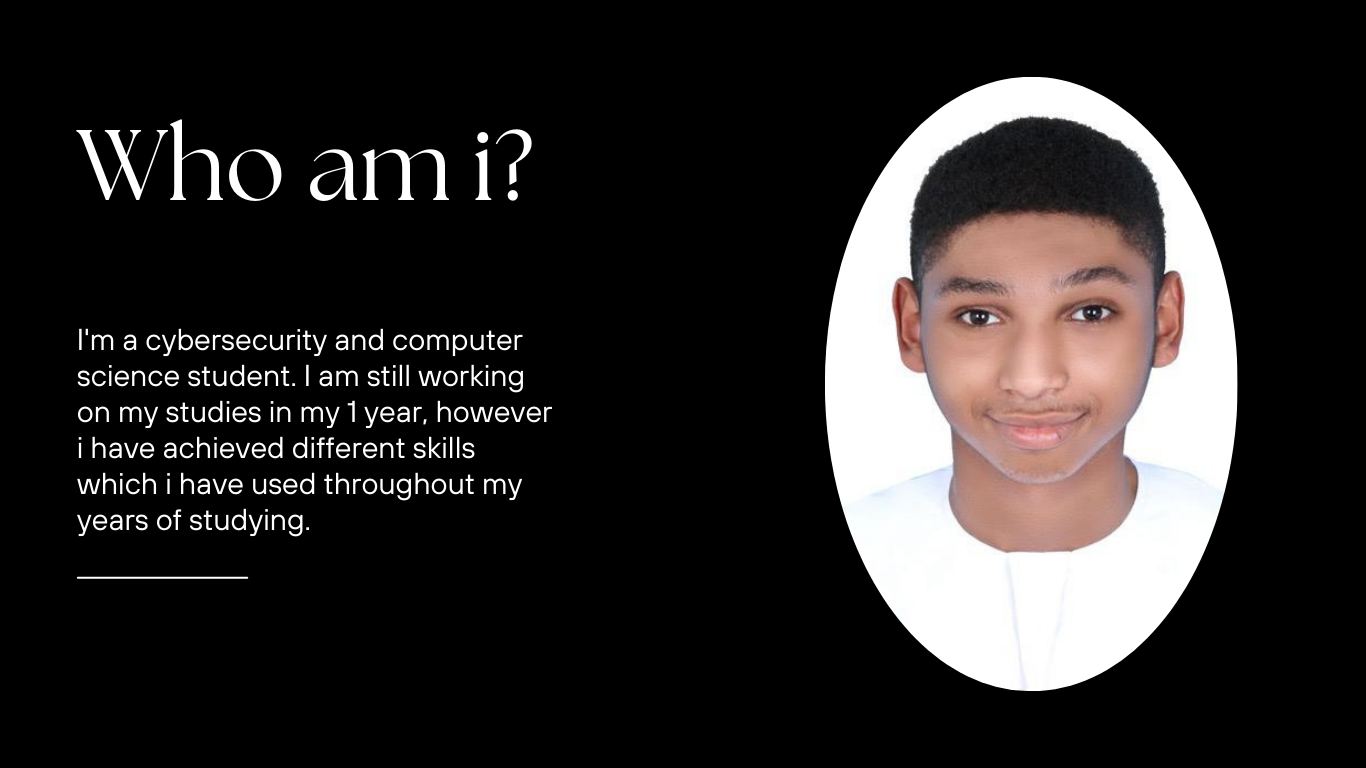 Who am i?
I'm a cybersecurity and computer
science student. I am still working
on my studies in my 1 year, however
i have achieved different skills
which i have used throughout my
years of studying.